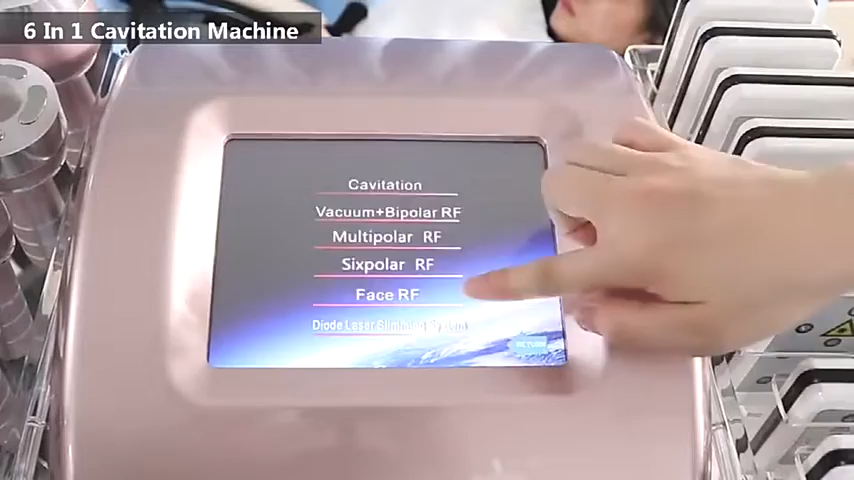 6 In 1 Cavitation Machine
Cavitation
Vacuum+Bipolar RF
Multipolar RF
Sixpolar RF
Face RF
Diode Laser Slimming System
RETURN